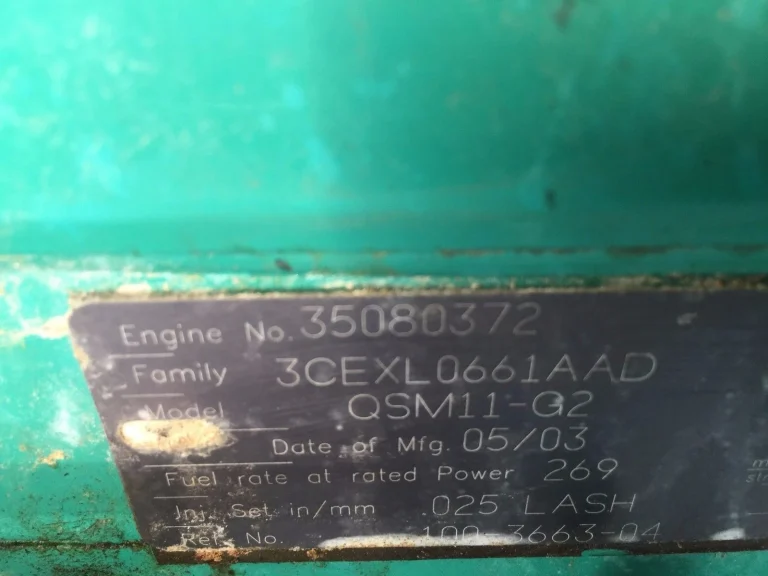 Engine No. 35080372
Family 3CEXL0661AAD
Model QSM11-G2
Date of Mfg. 05/03
Fuel rate at rated Power 269
Inj. Set in/mm .025 LASH
Ref. No. 100-3663-04